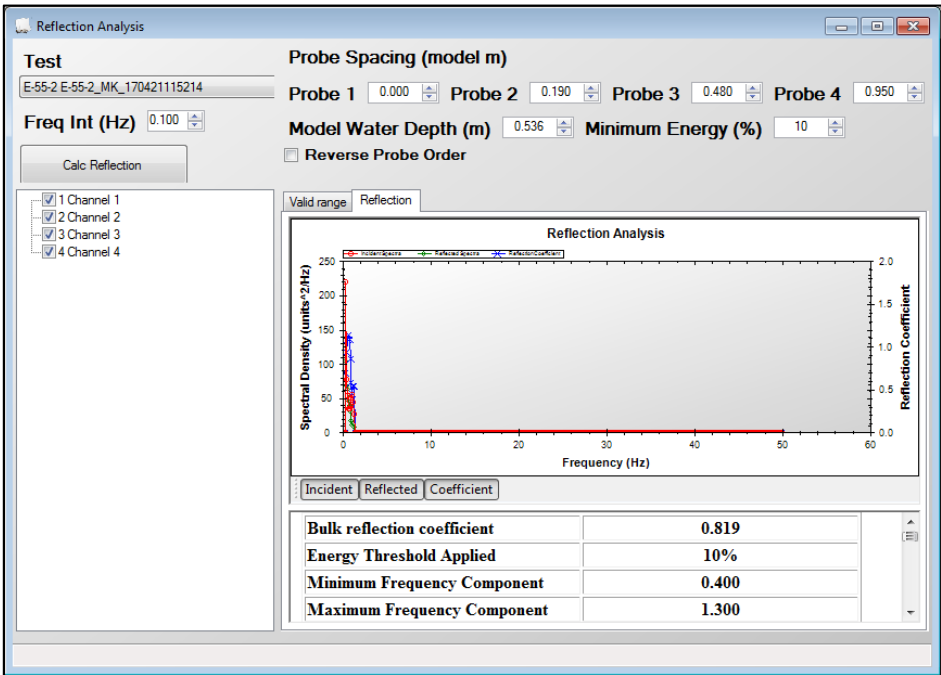 Reflection Analysis
Test
E-55-2 E-55-2_MK_170421115214
Freq Int (Hz) 0.100
Calc Reflection
Probe Spacing (model m)
Probe 1 0.000 Probe 2 0.190 Probe 3 0.480 Probe 4 0.950
Model Water Depth (m) 0.536 Minimum Energy (%) 10
Reverse Probe Order
1 Channel 1
2 Channel 2
3 Channel 3
4 Channel 4
Valid range Reflection
Reflection Analysis
Incident Spectra Reflected Spectra Reflection Coefficient
Spectral Density (units^2/Hz)
250
200
150
100
50
0
2.0
1.5
1.0
0.5
0.0
Reflection Coefficient
0 10 20 30 40 50 60
Frequency (Hz)
Incident Reflected Coefficient
Bulk reflection coefficient 0.819
Energy Threshold Applied 10%
Minimum Frequency Component 0.400
Maximum Frequency Component 1.300